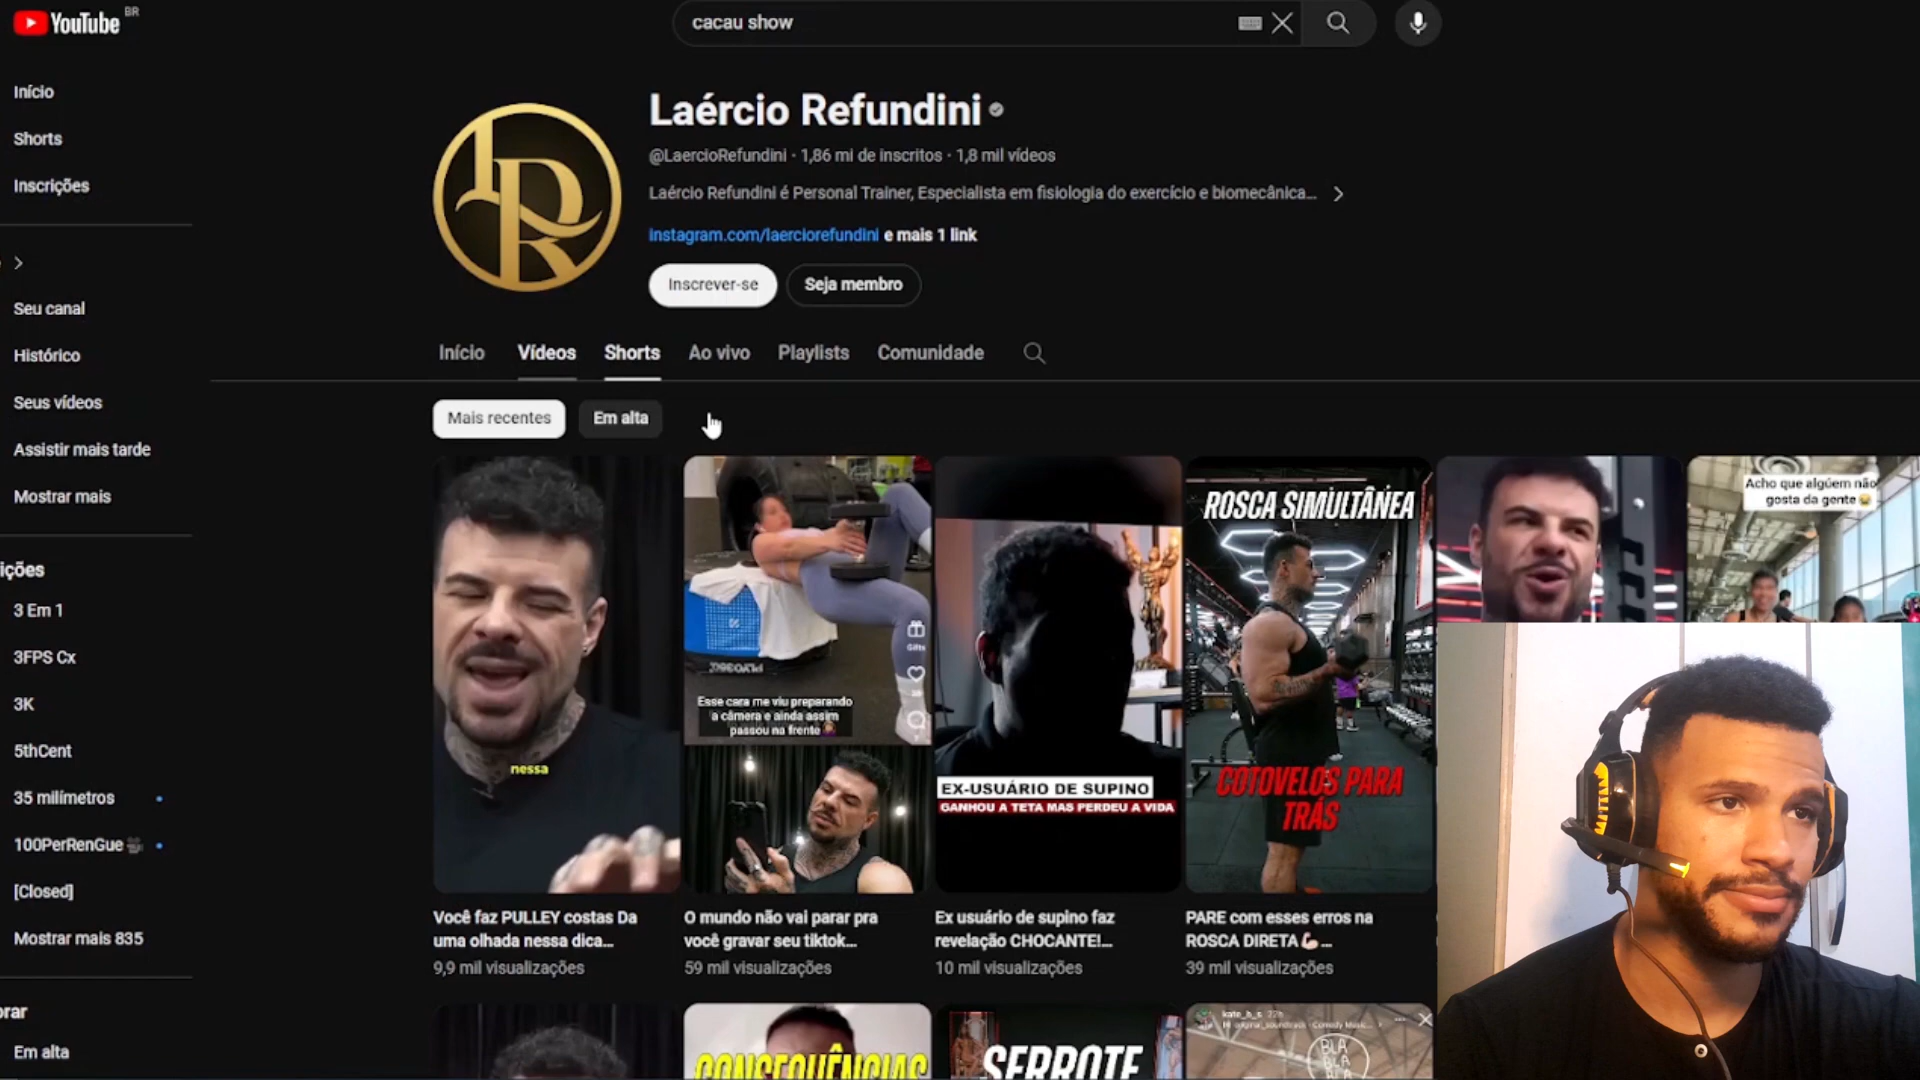 YouTube BR
cacau show
Início
Shorts
Inscrições
Seu canal
Histórico
Seus vídeos
Assistir mais tarde
Mostrar mais
ições
3 Em 1
3FPS Cx
3K
5thCent
35 milímetros
100PerRenGue
[Closed]
Mostrar mais 835
orar
Em alta
Laércio Refundini
@LaercioRefundini · 1,86 mi de inscritos · 1,8 mil vídeos
Laércio Refundini é Personal Trainer, Especialista em fisiologia do exercício e biomecânica...
instagram.com/laerciorefundini e mais 1 link
Inscrever-se
Seja membro
Início Vídeos Shorts Ao vivo Playlists Comunidade
Mais recentes
Em alta
nessa
Gifts
Esse cara me viu preparando
a câmera e ainda assim
passou na frente 🤦🏽‍♀️
EX-USUÁRIO DE SUPINO
GANHOU A TETA MAS PERDEU A VIDA
ROSCA SIMULTÂNEA
COTOVELOS PARA
TRÁS
Acho que alguém não
gosta da gente 😂
Você faz PULLEY costas Da
uma olhada nessa dica...
9,9 mil visualizações
O mundo não vai parar pra
você gravar seu tiktok...
59 mil visualizações
Ex usuário de supino faz
revelação CHOCANTE!...
10 mil visualizações
PARE com esses erros na
ROSCA DIRETA 💪🏻 ...
39 mil visualizações
CONSEQUÊNCIAS
SERROTE
kate_h_s 22h
BLA
BLA
BLA